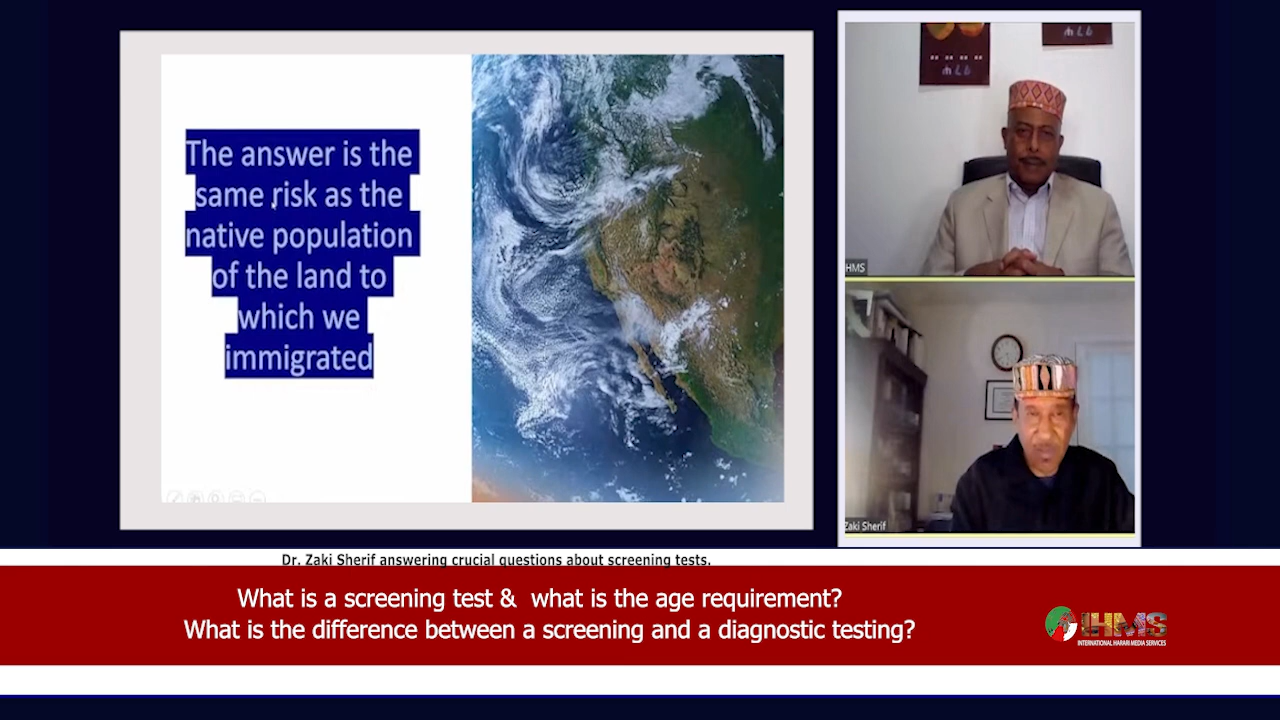 The answer is the
same risk as the
native population
of the land to
which we
immigrated
HMS
Zaki Sherif
Dr. Zaki Sherif answering crucial questions about screening tests.
What is a screening test & what is the age requirement?
What is the difference between a screening and a diagnostic testing?
IHMS
INTERNATIONAL HARARI MEDIA SERVICES